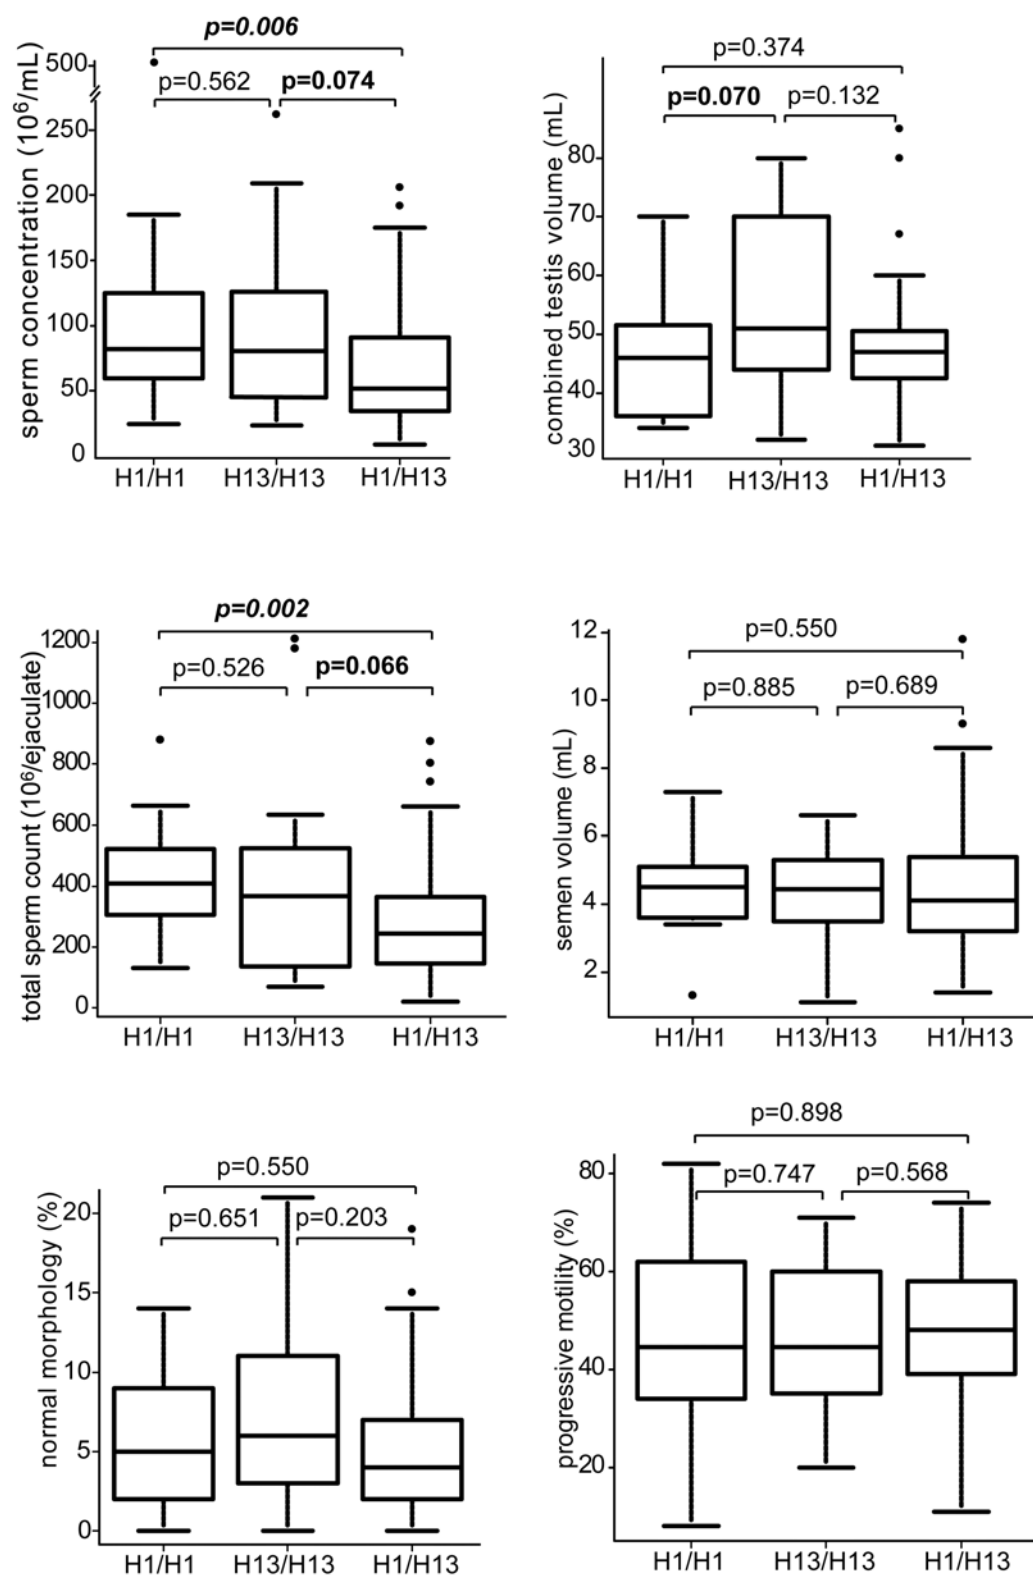 p=0.006
p=0.562
p=0.074
sperm concentration (10⁶/mL)
500
250
200
150
100
50
0
H1/H1
H13/H13
H1/H13
p=0.374
p=0.070
p=0.132
combined testis volume (mL)
80
70
60
50
40
30
H1/H1
H13/H13
H1/H13
p=0.002
p=0.526
p=0.066
total sperm count (10⁶/ejaculate)
1200
1000
800
600
400
200
0
H1/H1
H13/H13
H1/H13
p=0.550
p=0.885
p=0.689
semen volume (mL)
12
10
8
6
4
2
H1/H1
H13/H13
H1/H13
p=0.550
p=0.651
p=0.203
normal morphology (%)
20
15
10
5
0
H1/H1
H13/H13
H1/H13
p=0.898
p=0.747
p=0.568
progressive motility (%)
80
60
40
20
H1/H1
H13/H13
H1/H13